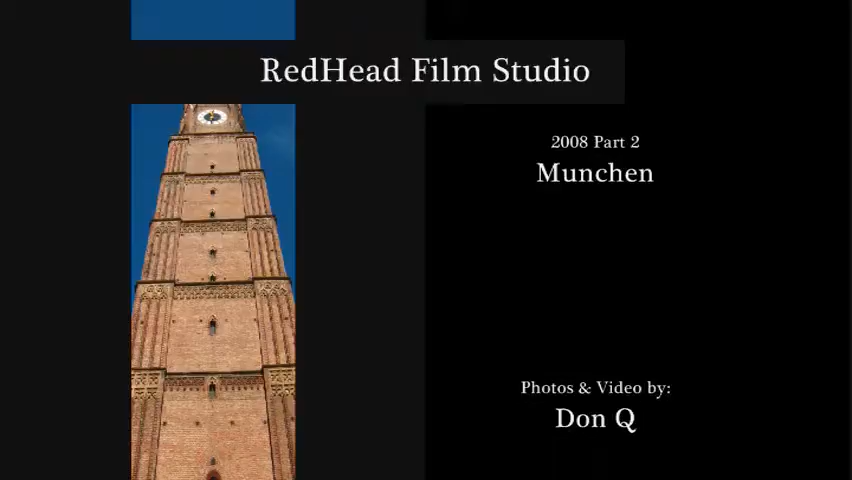 RedHead Film Studio
2008 Part 2
Munchen
Photos & Video by:
Don Q